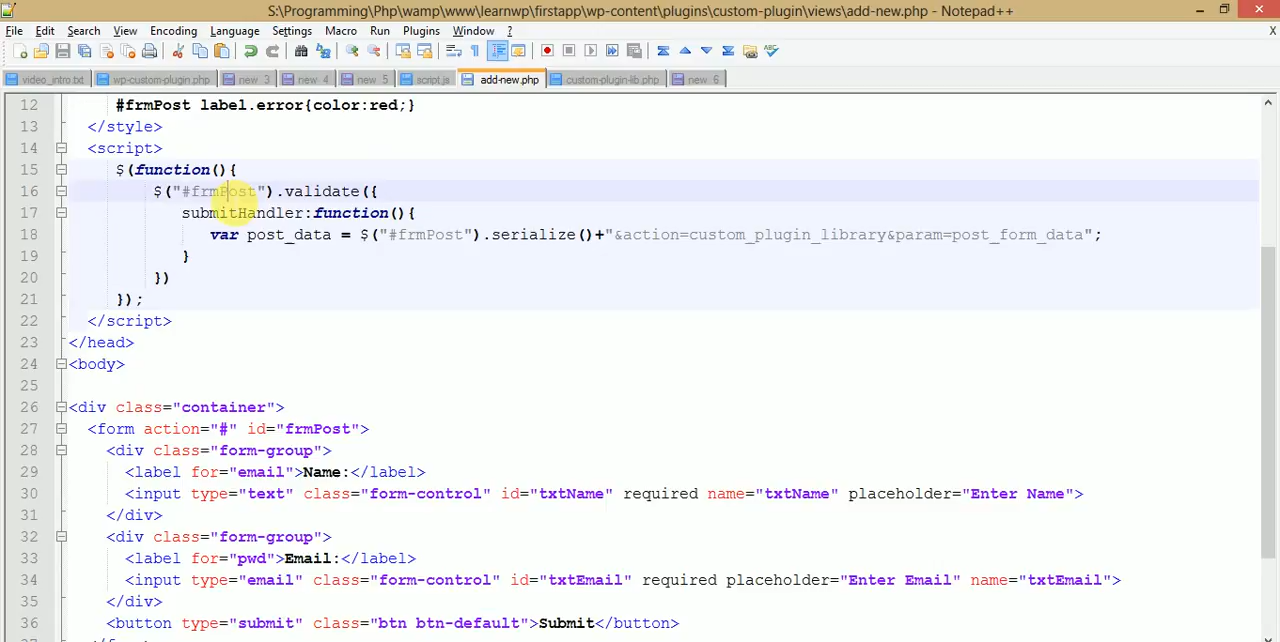 S:\Programming\Php\wamp\www\learnwp\firstapp\wp-content\plugins\custom-plugin\views\add-new.php - Notepad++
File Edit Search View Encoding Language Settings Macro Run Plugins Window ? X
video_intro.txt wp-custom-plugin.php new 3 new 4 new 5 script.js add-new.php custom-plugin-lib.php new 6
12 #frmPost label.error{color:red;}
13 </style>
14 <script>
15 $(function(){
16 $("#frmPost").validate({
17 submitHandler:function(){
18 var post_data = $("#frmPost").serialize()+"&action=custom_plugin_library&param=post_form_data";
19 }
20 })
21 });
22 </script>
23 </head>
24 <body>
25
26 <div class="container">
27 <form action="#" id="frmPost">
28 <div class="form-group">
29 <label for="email">Name:</label>
30 <input type="text" class="form-control" id="txtName" required name="txtName" placeholder="Enter Name">
31 </div>
32 <div class="form-group">
33 <label for="pwd">Email:</label>
34 <input type="email" class="form-control" id="txtEmail" required placeholder="Enter Email" name="txtEmail">
35 </div>
36 <button type="submit" class="btn btn-default">Submit</button>